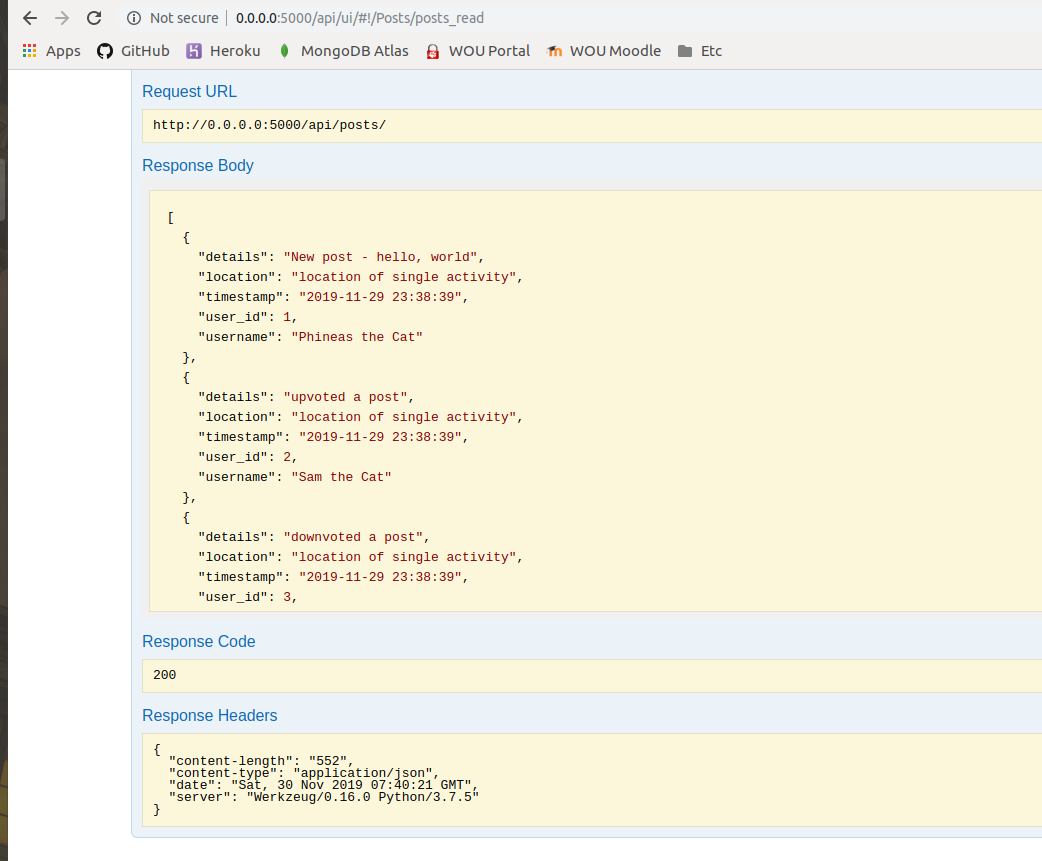 Not secure | 0.0.0.0:5000/api/ui/#!/Posts/posts_read
Apps GitHub Heroku MongoDB Atlas WOU Portal WOU Moodle Etc
Request URL
http://0.0.0.0:5000/api/posts/
Response Body
[
{
"details": "New post - hello, world",
"location": "location of single activity",
"timestamp": "2019-11-29 23:38:39",
"user_id": 1,
"username": "Phineas the Cat"
},
{
"details": "upvoted a post",
"location": "location of single activity",
"timestamp": "2019-11-29 23:38:39",
"user_id": 2,
"username": "Sam the Cat"
},
{
"details": "downvoted a post",
"location": "location of single activity",
"timestamp": "2019-11-29 23:38:39",
"user_id": 3,
Response Code
200
Response Headers
{
"content-length": "552",
"content-type": "application/json",
"date": "Sat, 30 Nov 2019 07:40:21 GMT",
"server": "Werkzeug/0.16.0 Python/3.7.5"
}